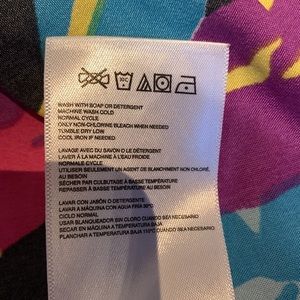 WASH WITH SOAP OR DETERGENT
MACHINE WASH COLD
NORMAL CYCLE
ONLY NON-CHLORINE BLEACH WHEN NEEDED
TUMBLE DRY LOW
COOL IRON IF NEEDED
LAVAGE AVEC DU SAVON O LE DÉTERGENT
LAVER À LA MACHINE À L'EAU FROIDE
NORMALE CYCLE
UTILISER SEULEMENT UN AGENT DE BLANCHIMENT NON CHLORÉ,
AU BESOIN
SÉCHER PAR CULBUTAGE À BASSE TEMPÉRATURE
REPASSER À BASSE TEMPÉRATURE AU BESOIN
LAVAR CON JABÓN O DETERGENTE
LAVAR A MÁQUINA CON AGUA FRIA 30°C
CICLO NORMAL
USAR BLANQUEADOR SIN CLORO CUANDO SEA NECESARIO
SECAR EN MÁQUINA A TEMPERATURA BAJA
PLANCHAR A TEMPERATURA BAJA 110°C CUANDO SEA NECESARIO